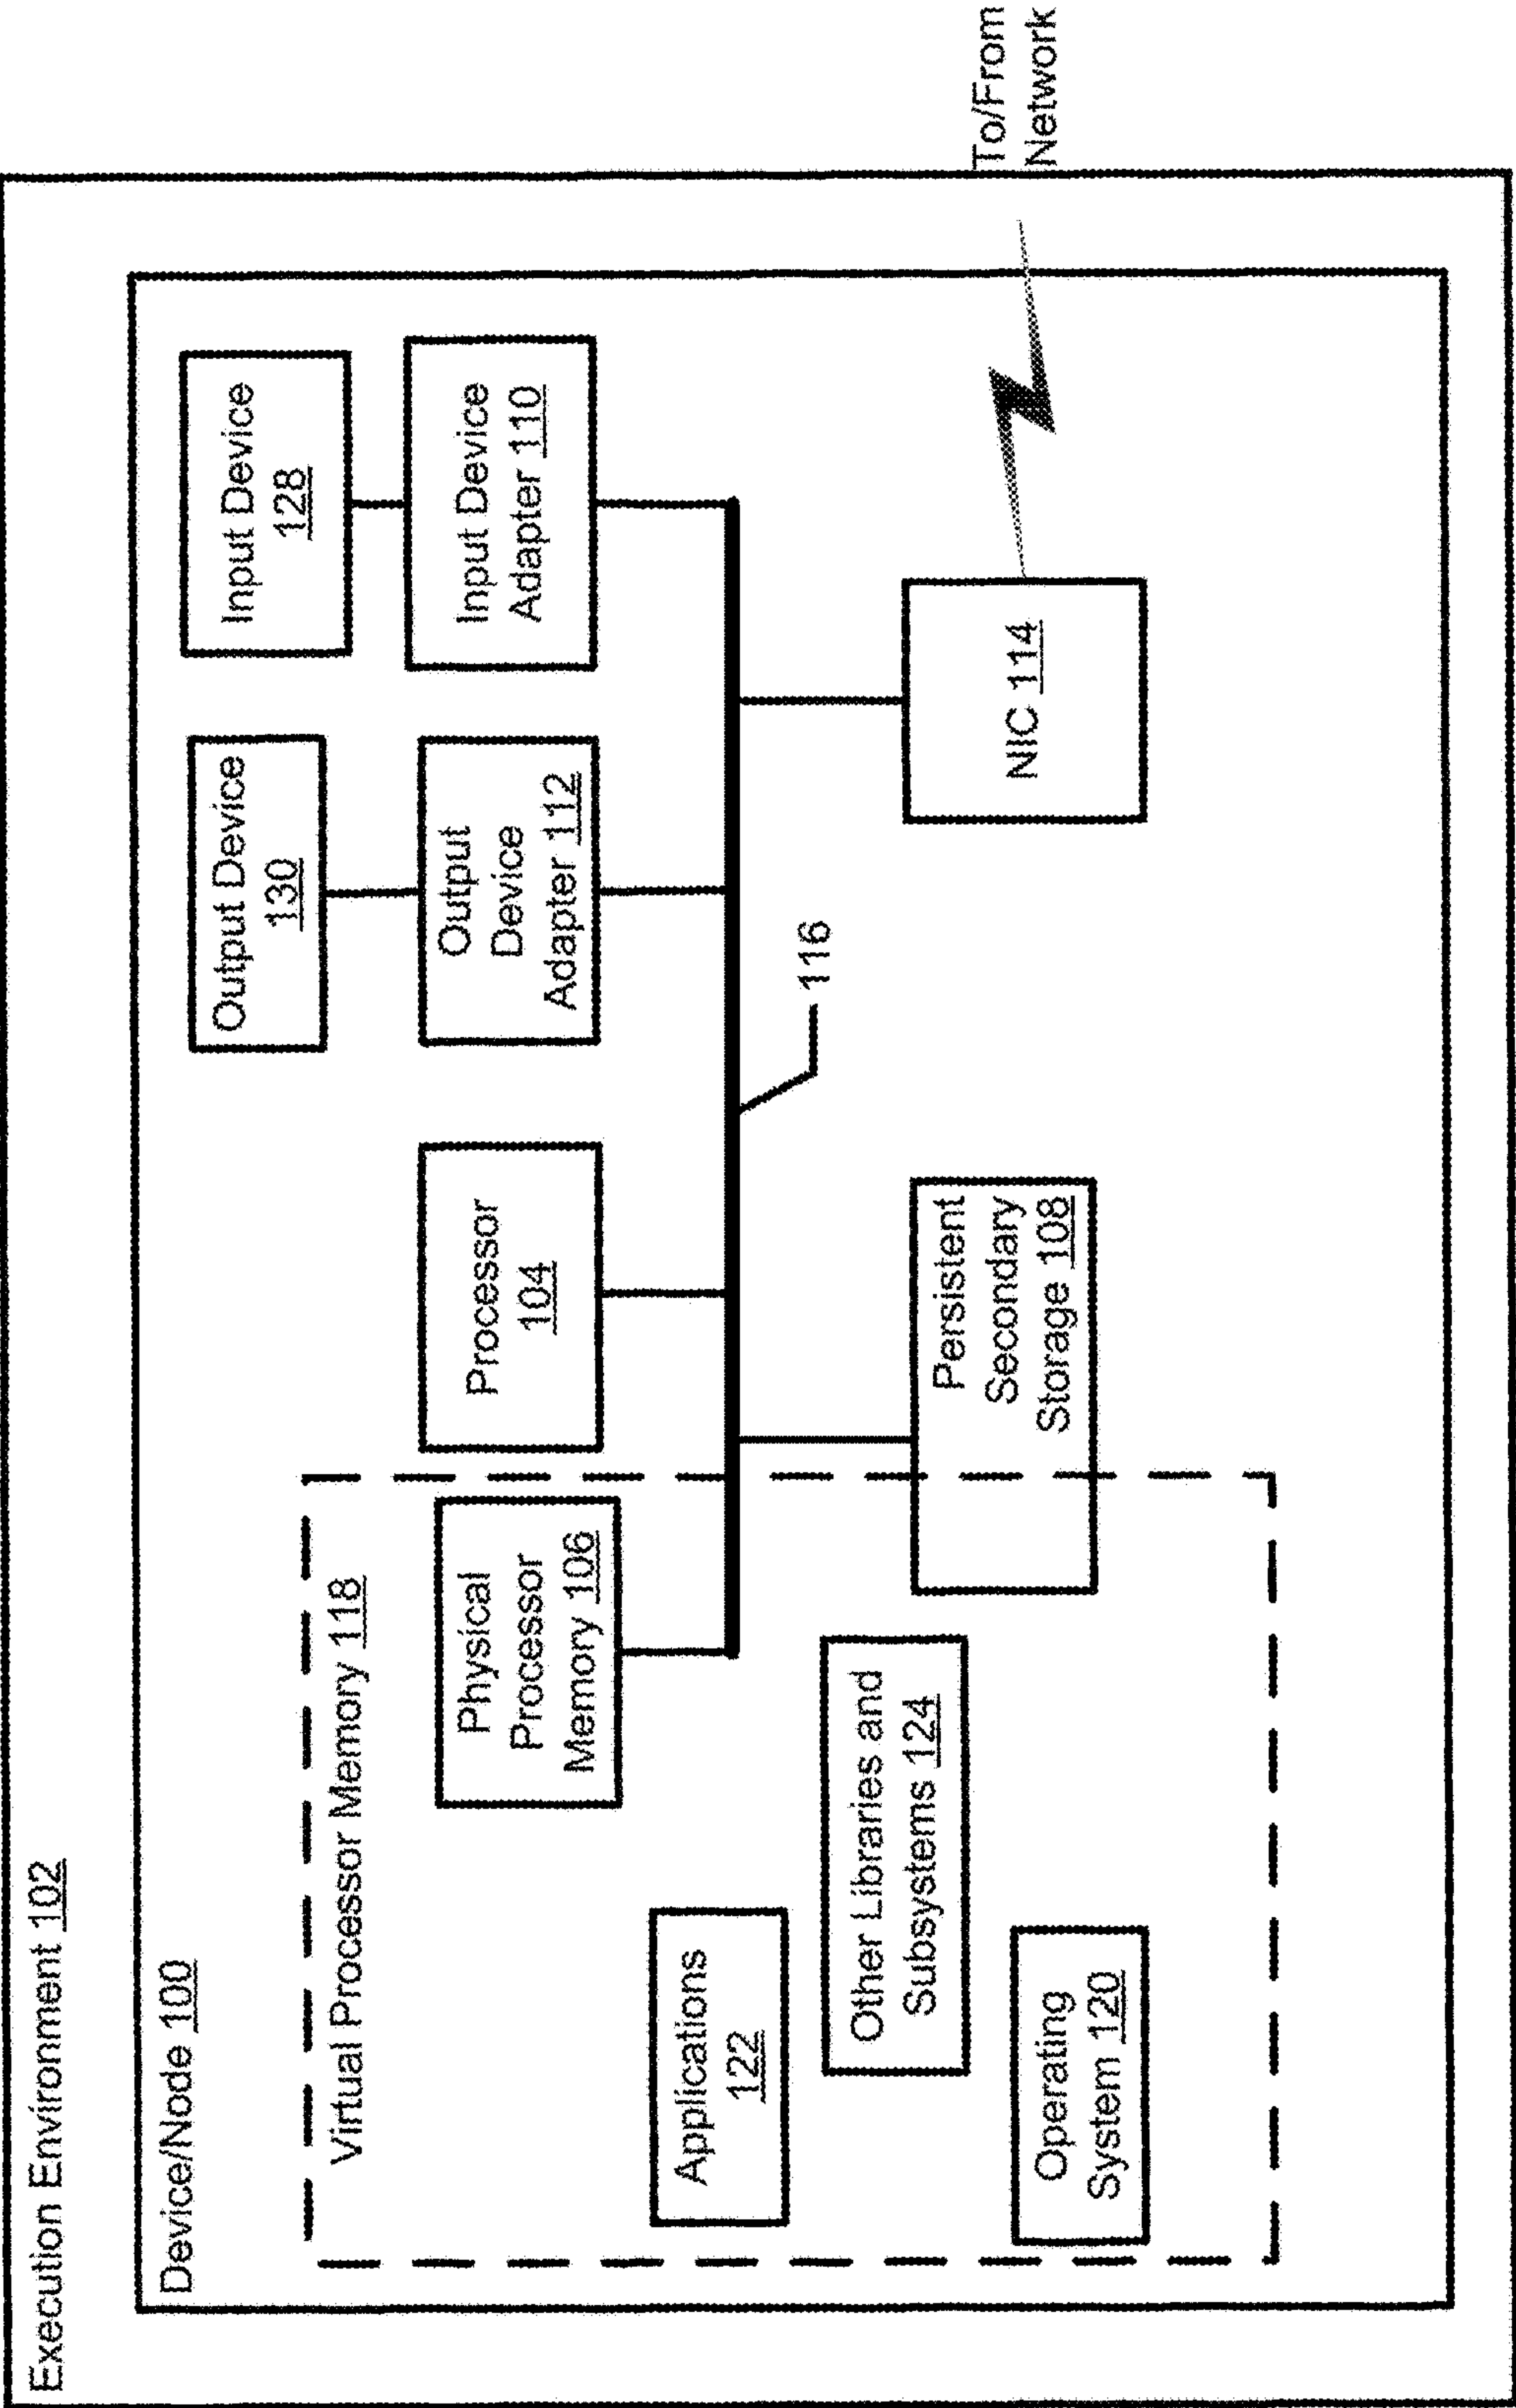 Execution Environment 102
Device/Node 100
Virtual Processor Memory 118
Physical
Processor
Memory 106
Applications
122
Other Libraries and
Subsystems 124
Operating
System 120
Processor
104
Persistent
Secondary
Storage 108
116
Output Device
130
Output
Device
Adapter 112
Input Device
128
Input Device
Adapter 110
NIC 114
To/From
Network